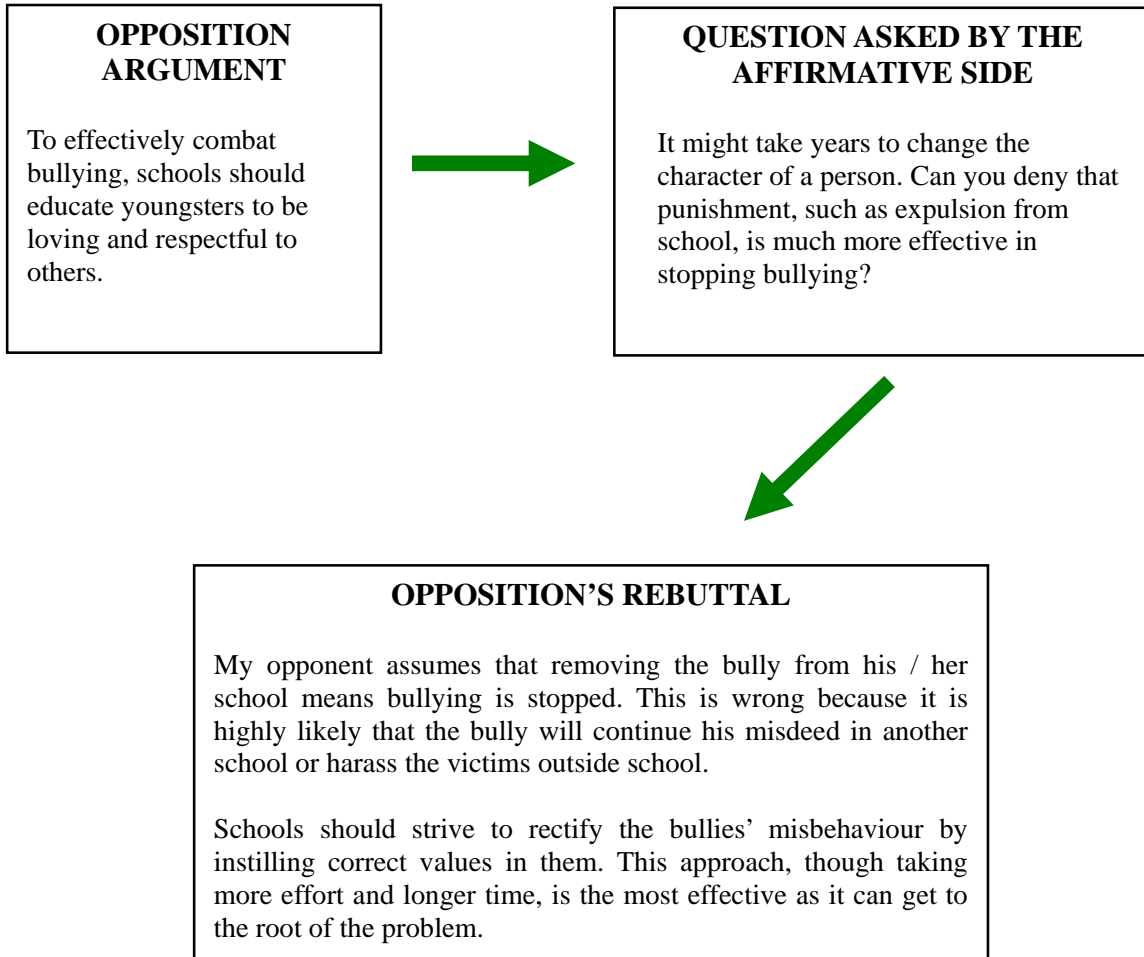 OPPOSITION
ARGUMENT
To effectively combat
bullying, schools should
educate youngsters to be
loving and respectful to
others.
QUESTION ASKED BY THE
AFFIRMATIVE SIDE
It might take years to change the
character of a person. Can you deny that
punishment, such as expulsion from
school, is much more effective in
stopping bullying?
OPPOSITION’S REBUTTAL
My opponent assumes that removing the bully from his / her
school means bullying is stopped. This is wrong because it is
highly likely that the bully will continue his misdeed in another
school or harass the victims outside school.
Schools should strive to rectify the bullies’ misbehaviour by
instilling correct values in them. This approach, though taking
more effort and longer time, is the most effective as it can get to
the root of the problem.